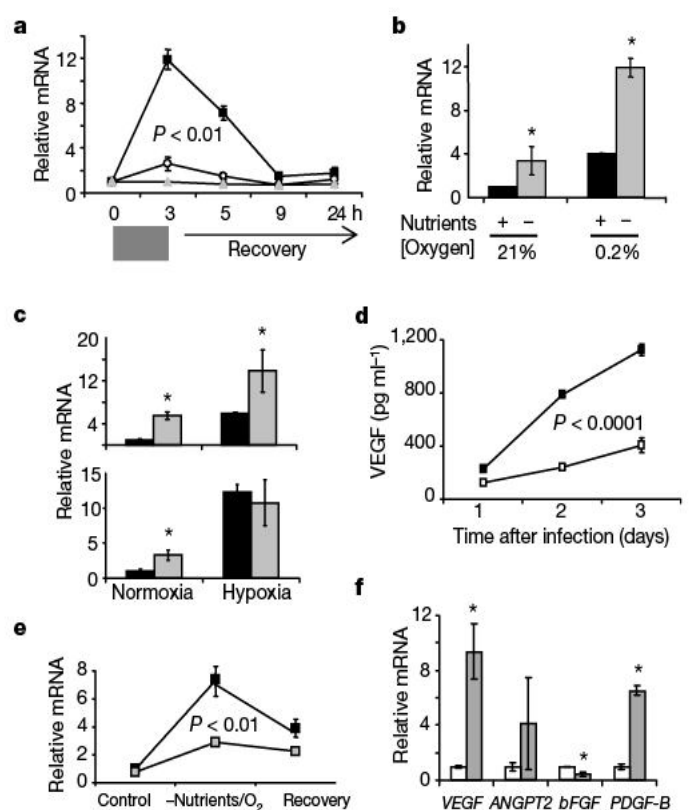 a
Relative mRNA
12
8
4
0
P < 0.01
0 3 5 9 24 h
Recovery
b
Relative mRNA
12
8
4
0
*
*
Nutrients + − + −
[Oxygen] 21% 0.2%
c
Relative mRNA
20
12
4
*
*
Relative mRNA
15
10
5
0
*
Normoxia Hypoxia
d
VEGF (pg ml⁻¹)
1,200
800
400
0
P < 0.0001
1 2 3
Time after infection (days)
e
Relative mRNA
8
6
4
2
0
P < 0.01
Control −Nutrients/O₂ Recovery
f
Relative mRNA
12
8
4
0
*
*
*
VEGF ANGPT2 bFGF PDGF-B